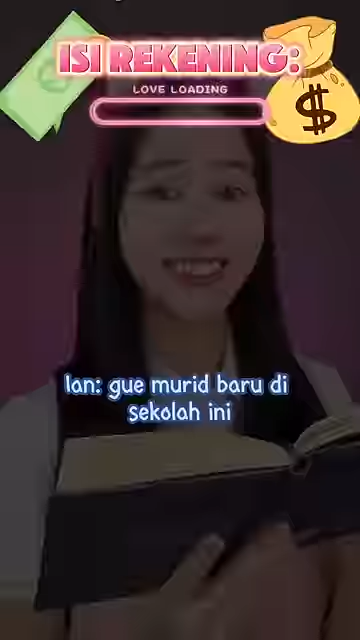 ISI REKENING:
LOVE LOADING
$
Ian: gue murid baru di
sekolah ini